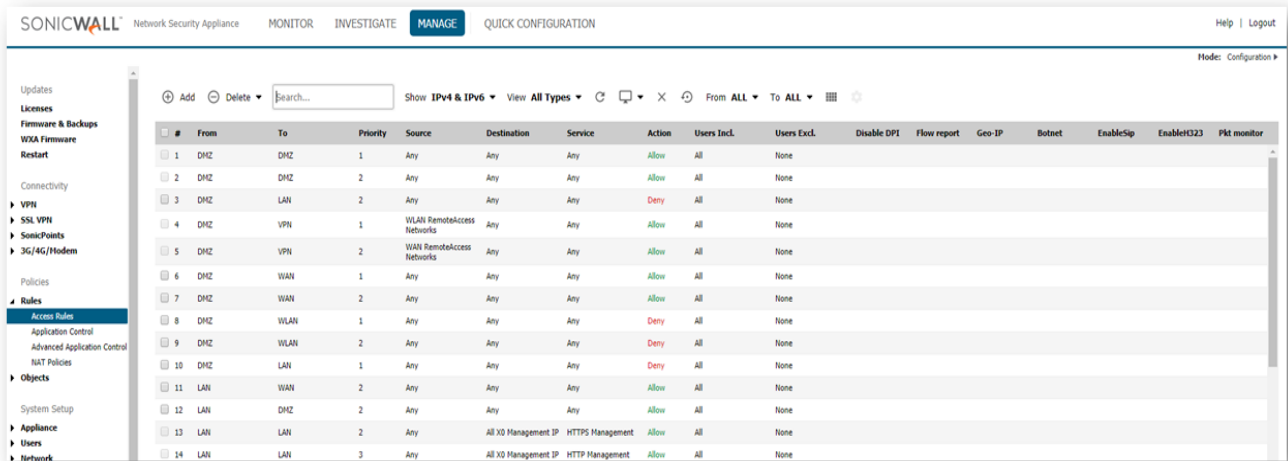 SONICWALL Network Security Appliance MONITOR INVESTIGATE MANAGE QUICK CONFIGURATION Help | Logout
Mode: Configuration
Updates
Licenses
Firmware & Backups
WXA Firmware
Restart
Connectivity
VPN
SSL VPN
SonicPoints
3G/4G/Modem
Policies
Rules
Access Rules
Application Control
Advanced Application Control
NAT Policies
Objects
System Setup
Appliance
Users
Network
Add Delete Search... Show IPv4 & IPv6 View All Types From ALL To ALL
# From To Priority Source Destination Service Action Users Incl. Users Excl. Disable DPI Flow report Geo-IP Botnet EnableSip EnableH323 Pkt monitor
1 DMZ DMZ 1 Any Any Any Allow All None
2 DMZ DMZ 2 Any Any Any Allow All None
3 DMZ LAN 2 Any Any Any Deny All None
4 DMZ VPN 1 WLAN RemoteAccess Networks Any Any Allow All None
5 DMZ VPN 2 WAN RemoteAccess Networks Any Any Allow All None
6 DMZ WAN 1 Any Any Any Allow All None
7 DMZ WAN 2 Any Any Any Allow All None
8 DMZ WLAN 1 Any Any Any Deny All None
9 DMZ WLAN 2 Any Any Any Deny All None
10 DMZ LAN 1 Any Any Any Deny All None
11 LAN WAN 2 Any Any Any Allow All None
12 LAN DMZ 2 Any Any Any Allow All None
13 LAN LAN 2 Any All X0 Management IP HTTPS Management Allow All None
14 LAN LAN 3 Any All X0 Management IP HTTP Management Allow All None